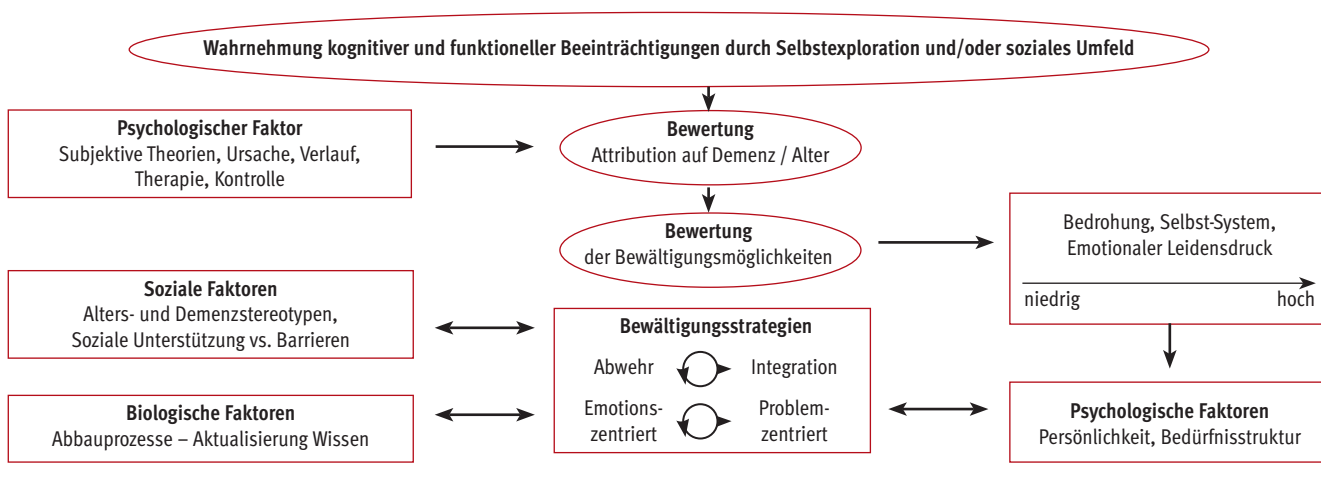 Wahrnehmung kognitiver und funktioneller Beeinträchtigungen durch Selbstexploration und/oder soziales Umfeld
Psychologischer Faktor
Subjektive Theorien, Ursache, Verlauf,
Therapie, Kontrolle
Bewertung
Attribution auf Demenz / Alter
Bewertung
der Bewältigungsmöglichkeiten
Bedrohung, Selbst-System,
Emotionaler Leidensdruck
niedrig hoch
Soziale Faktoren
Alters- und Demenzstereotypen,
Soziale Unterstützung vs. Barrieren
Bewältigungsstrategien
Abwehr Integration
Emotions- Problem-
zentriert zentriert
Biologische Faktoren
Abbauprozesse – Aktualisierung Wissen
Psychologische Faktoren
Persönlichkeit, Bedürfnisstruktur